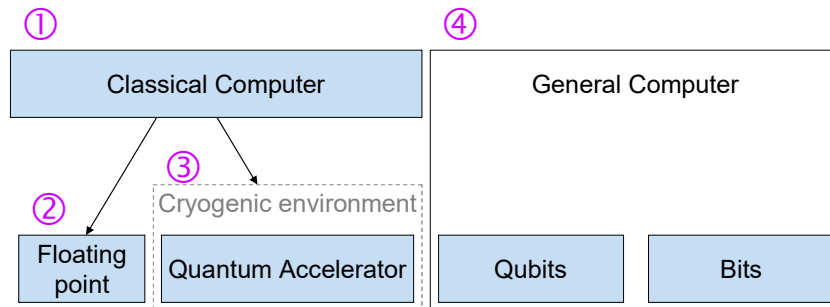 ①
④
Classical Computer
General Computer
③
②
Cryogenic environment
Floating
point
Quantum Accelerator
Qubits
Bits